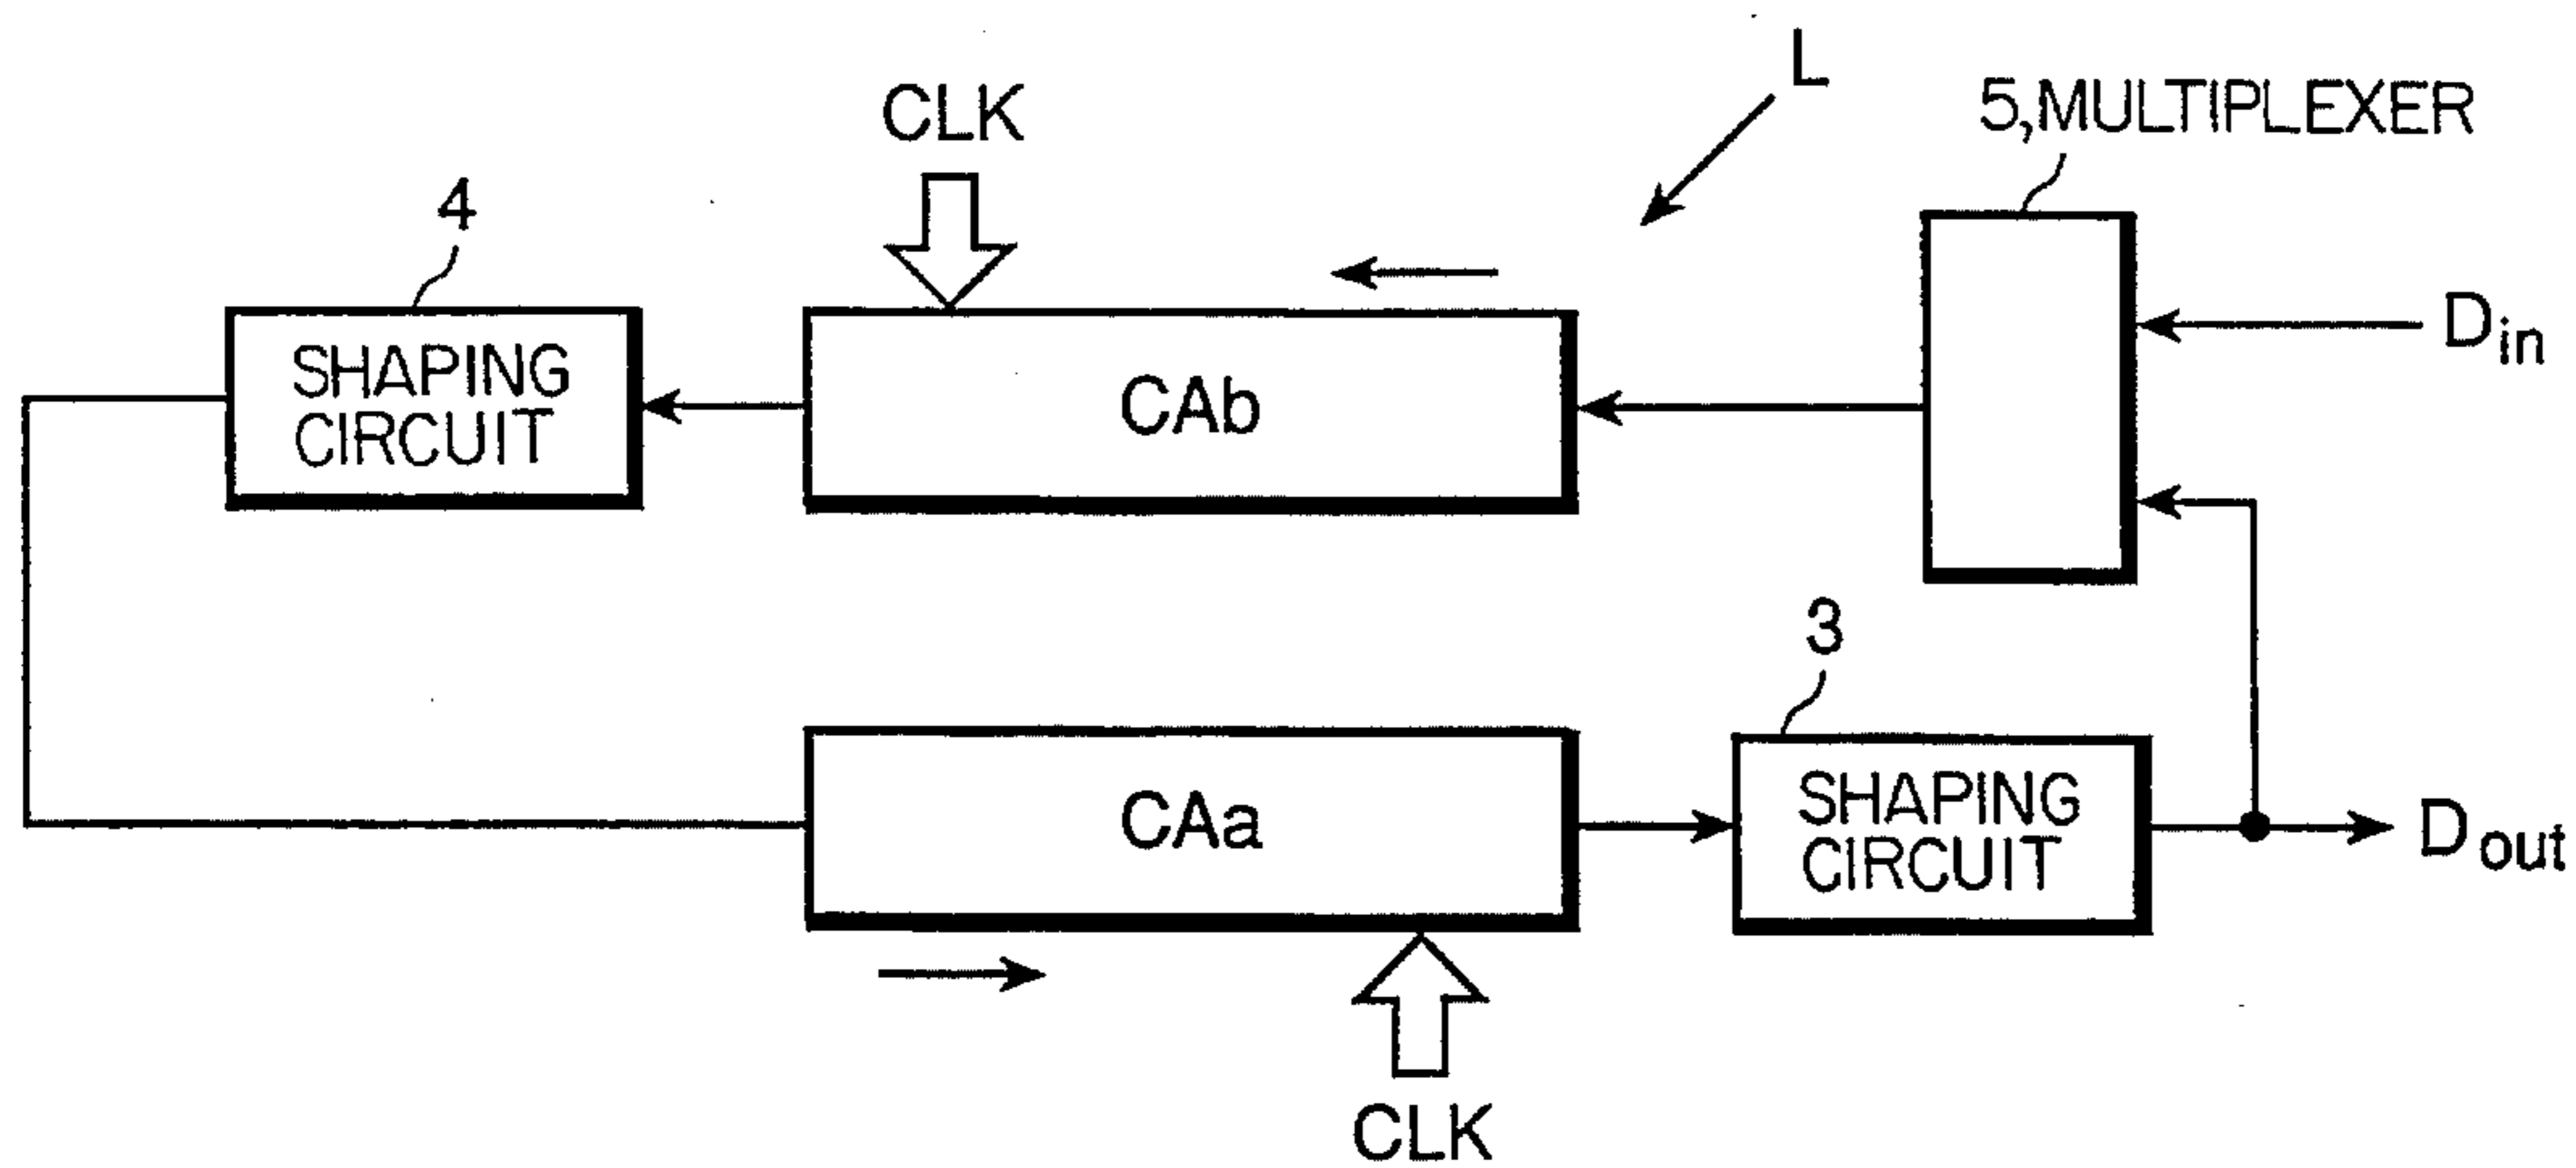 L
5,MULTIPLEXER
CLK
4
SHAPING
CIRCUIT
CAb
Din
3
CAa
SHAPING
CIRCUIT
Dout
CLK